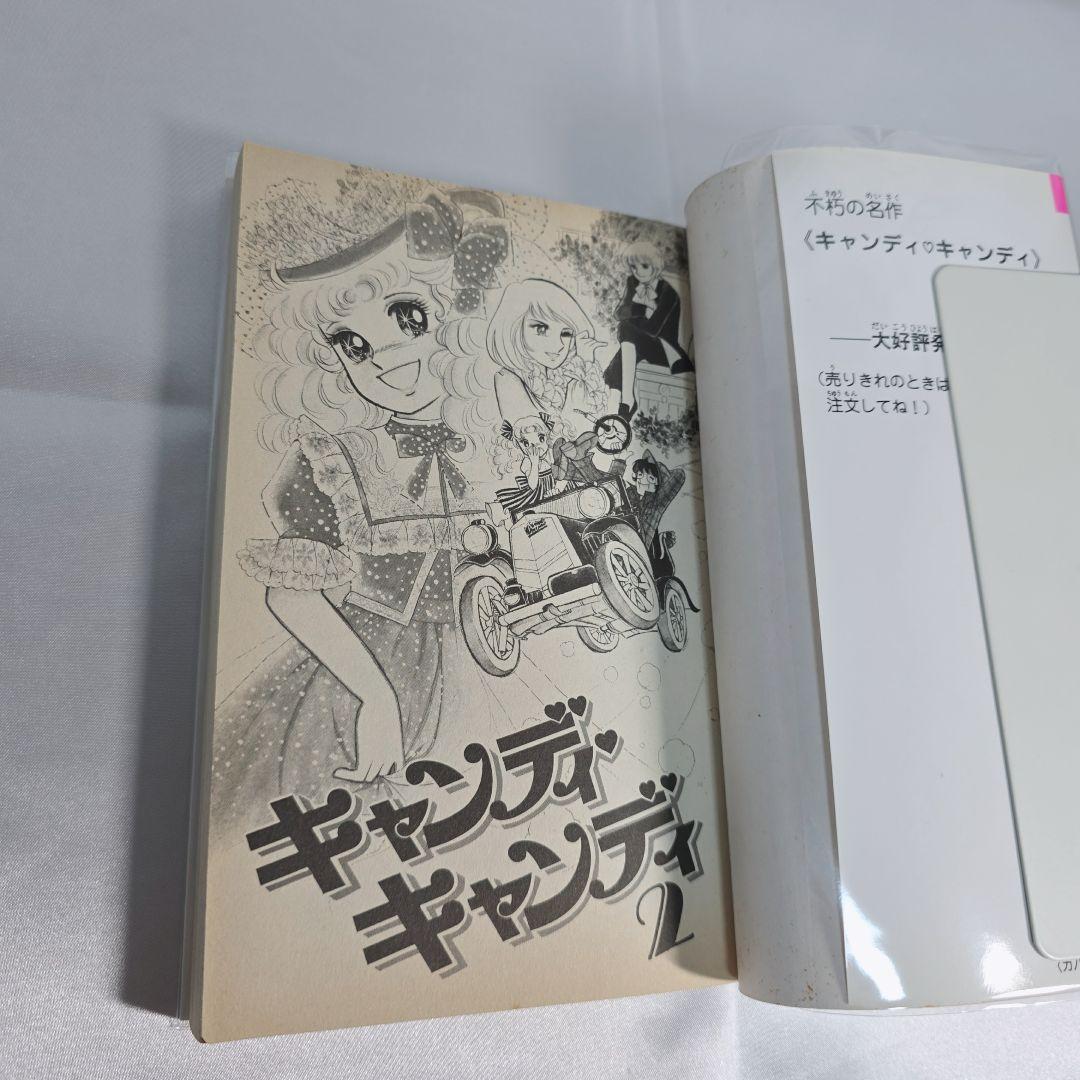 不朽の名作
《キャンディ♡キャンディ》
――大好評発
(売りきれのときは
注文してね!)
キャンディ
キャンディ
2